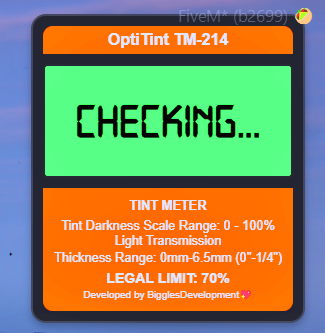 FiveM* (b2699)
OptiTint TM-214
CHECKING...
TINT METER
Tint Darkness Scale Range: 0 - 100%
Light Transmission
Thickness Range: 0mm-6.5mm (0"-1/4")
LEGAL LIMIT: 70%
Developed by BigglesDevelopment 💖